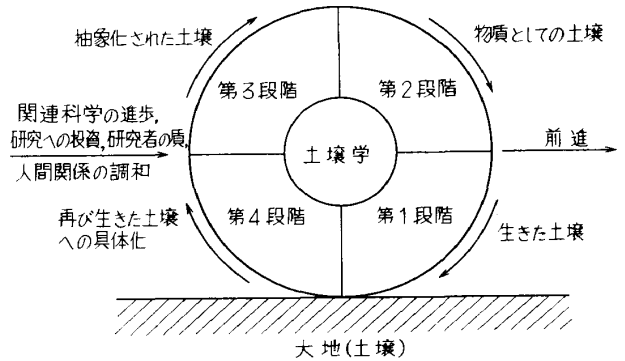 抽象化された土壌
物質としての土壌
第3段階
第2段階
関連科学の進歩,
研究への投資,研究者の質,
人間関係の調和
土壌学
前進
再び生きた土壌
への具体化
第4段階
第1段階
生きた土壌
大地(土壌)